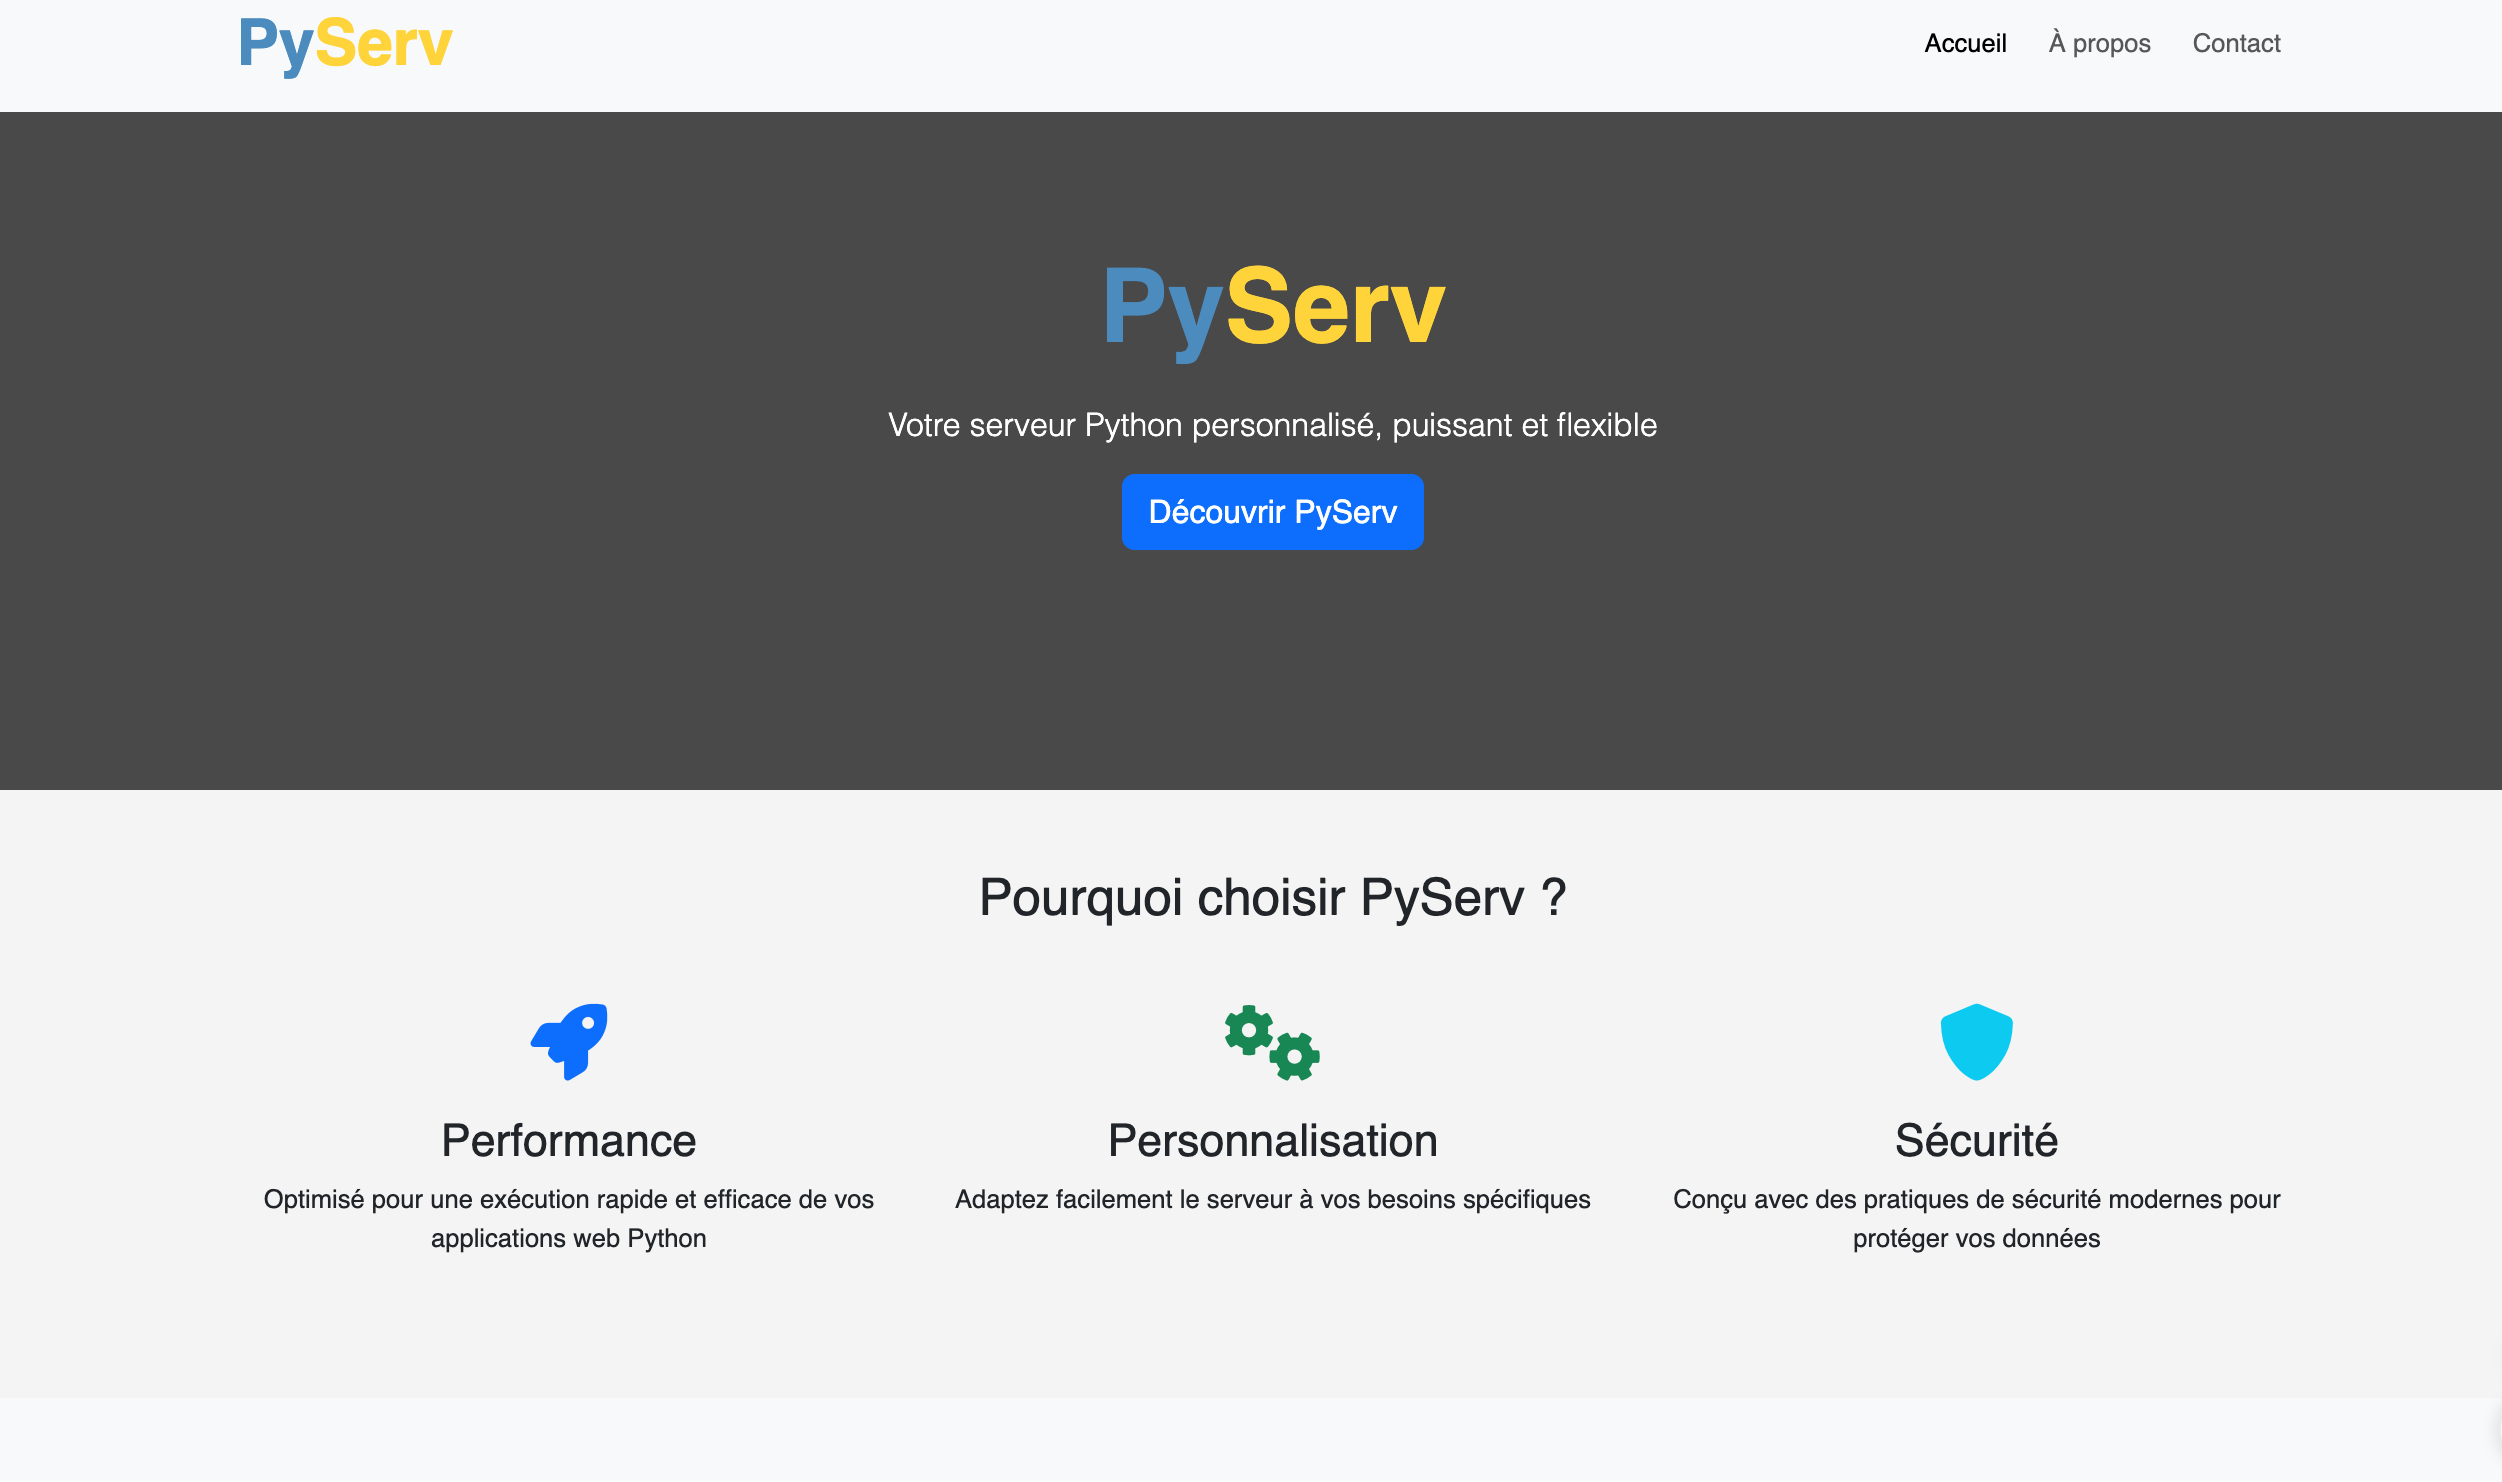 PyServ
Accueil
À propos
Contact
PyServ
Votre serveur Python personnalisé, puissant et flexible
Découvrir PyServ
Pourquoi choisir PyServ ?
Performance
Optimisé pour une exécution rapide et efficace de vos
applications web Python
Personnalisation
Adaptez facilement le serveur à vos besoins spécifiques
Sécurité
Conçu avec des pratiques de sécurité modernes pour
protéger vos données